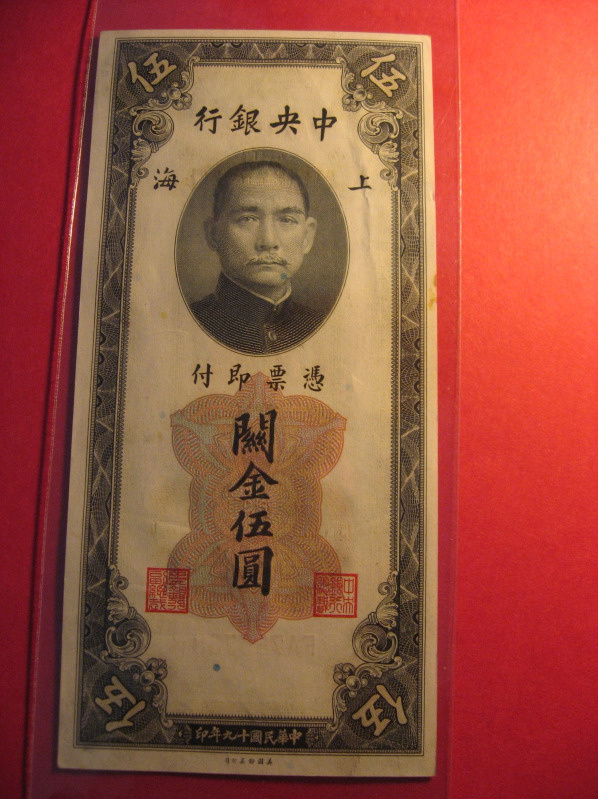 伍 伍
中央銀行
上海
憑票即付
關金伍圓
伍 伍
中華民國十九年印